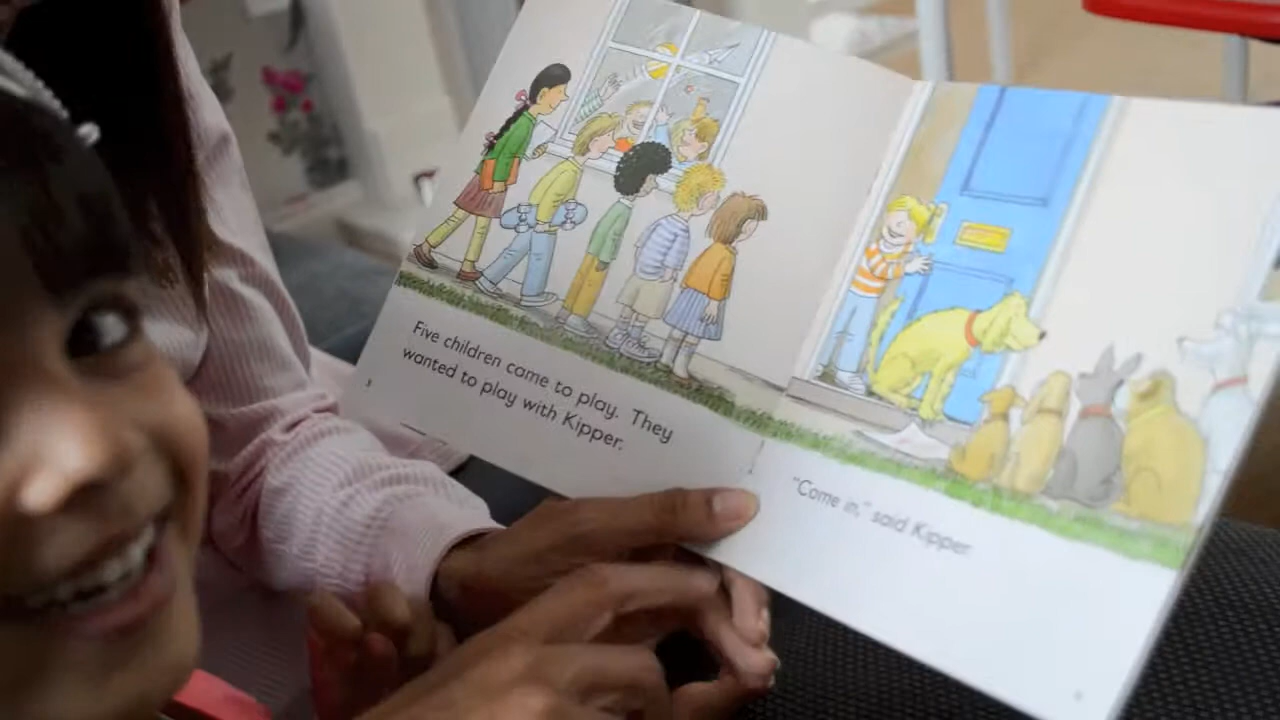 Five children came to play. They
wanted to play with Kipper.
"Come in," said Kipper.